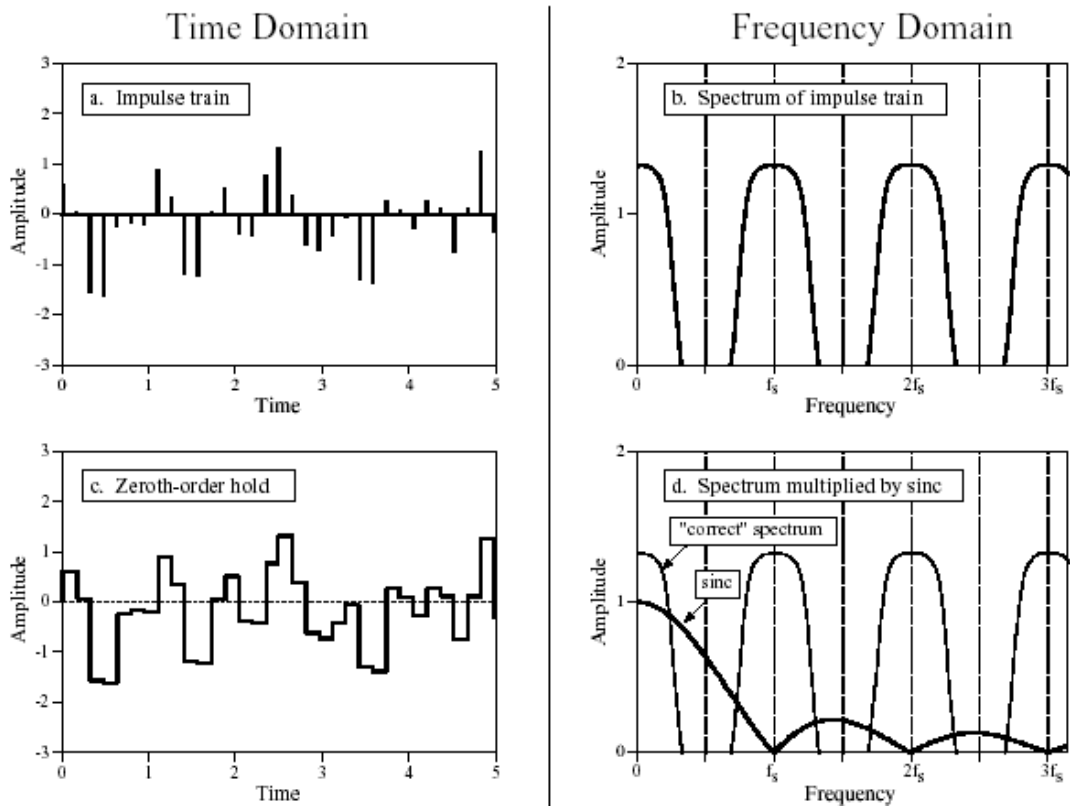 Time Domain
Frequency Domain
3
2
1
0
-1
-2
-3
Amplitude
a. Impulse train
0
1
2
3
4
5
Time
2
1
0
Amplitude
b. Spectrum of impulse train
0
fs
2fs
3fs
Frequency
3
2
1
0
-1
-2
-3
Amplitude
c. Zeroth-order hold
0
1
2
3
4
5
Time
2
1
0
Amplitude
d. Spectrum multiplied by sinc
"correct" spectrum
sinc
0
fs
2fs
3fs
Frequency